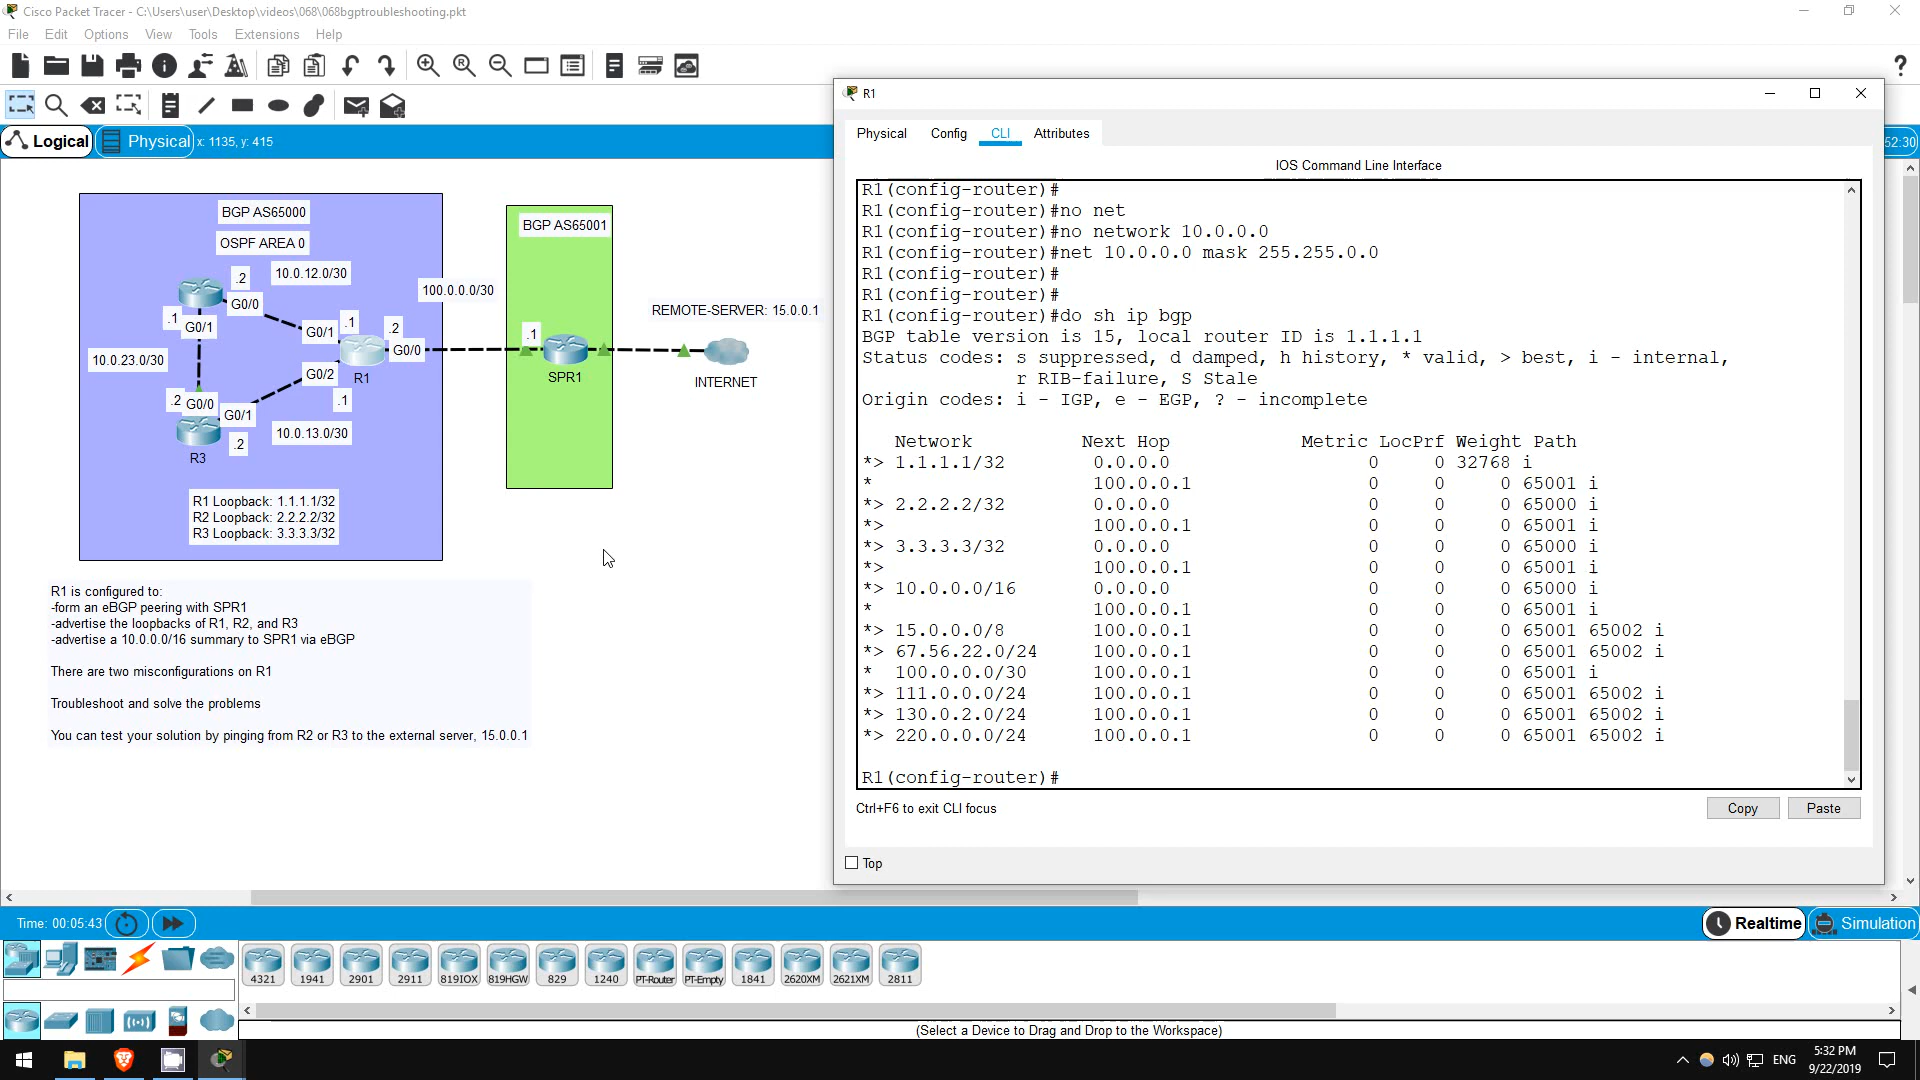 Cisco Packet Tracer - C:\Users\user\Desktop\videos\068\068bgptroubleshooting.pkt
File Edit Options View Tools Extensions Help
Logical Physical x: 1135, y: 415
52:30
BGP AS65000
OSPF AREA 0
10.0.12.0/30
.2
G0/0
.1
G0/1
G0/1
.1
.2
G0/0
100.0.0.0/30
10.0.23.0/30
R1
G0/2
.1
.2
G0/0
G0/1
.2
R3
10.0.13.0/30
R1 Loopback: 1.1.1.1/32
R2 Loopback: 2.2.2.2/32
R3 Loopback: 3.3.3.3/32
BGP AS65001
.1
SPR1
REMOTE-SERVER: 15.0.0.1
INTERNET
R1 is configured to:
-form an eBGP peering with SPR1
-advertise the loopbacks of R1, R2, and R3
-advertise a 10.0.0.0/16 summary to SPR1 via eBGP
There are two misconfigurations on R1
Troubleshoot and solve the problems
You can test your solution by pinging from R2 or R3 to the external server, 15.0.0.1
R1
Physical Config CLI Attributes
IOS Command Line Interface
R1(config-router)#
R1(config-router)#no net
R1(config-router)#no network 10.0.0.0
R1(config-router)#net 10.0.0.0 mask 255.255.0.0
R1(config-router)#
R1(config-router)#
R1(config-router)#do sh ip bgp
BGP table version is 15, local router ID is 1.1.1.1
Status codes: s suppressed, d damped, h history, * valid, > best, i - internal,
r RIB-failure, S Stale
Origin codes: i - IGP, e - EGP, ? - incomplete
Network Next Hop Metric LocPrf Weight Path
*> 1.1.1.1/32 0.0.0.0 0 0 32768 i
* 100.0.0.1 0 0 0 65001 i
*> 2.2.2.2/32 0.0.0.0 0 0 0 65000 i
*> 100.0.0.1 0 0 0 65001 i
*> 3.3.3.3/32 0.0.0.0 0 0 0 65000 i
*> 100.0.0.1 0 0 0 65001 i
*> 10.0.0.0/16 0.0.0.0 0 0 0 65000 i
* 100.0.0.1 0 0 0 65001 i
*> 15.0.0.0/8 100.0.0.1 0 0 0 65001 65002 i
*> 67.56.22.0/24 100.0.0.1 0 0 0 65001 65002 i
* 100.0.0.0/30 100.0.0.1 0 0 0 65001 i
*> 111.0.0.0/24 100.0.0.1 0 0 0 65001 65002 i
*> 130.0.2.0/24 100.0.0.1 0 0 0 65001 65002 i
*> 220.0.0.0/24 100.0.0.1 0 0 0 65001 65002 i
R1(config-router)#
Ctrl+F6 to exit CLI focus
Copy Paste
Top
Time: 00:05:43
Realtime Simulation
4321 1941 2901 2911 819IOX 819HGW 829 1240 PT-Router PT-Empty 1841 2620XM 2621XM 2811
(Select a Device to Drag and Drop to the Workspace)
ENG
5:32 PM
9/22/2019